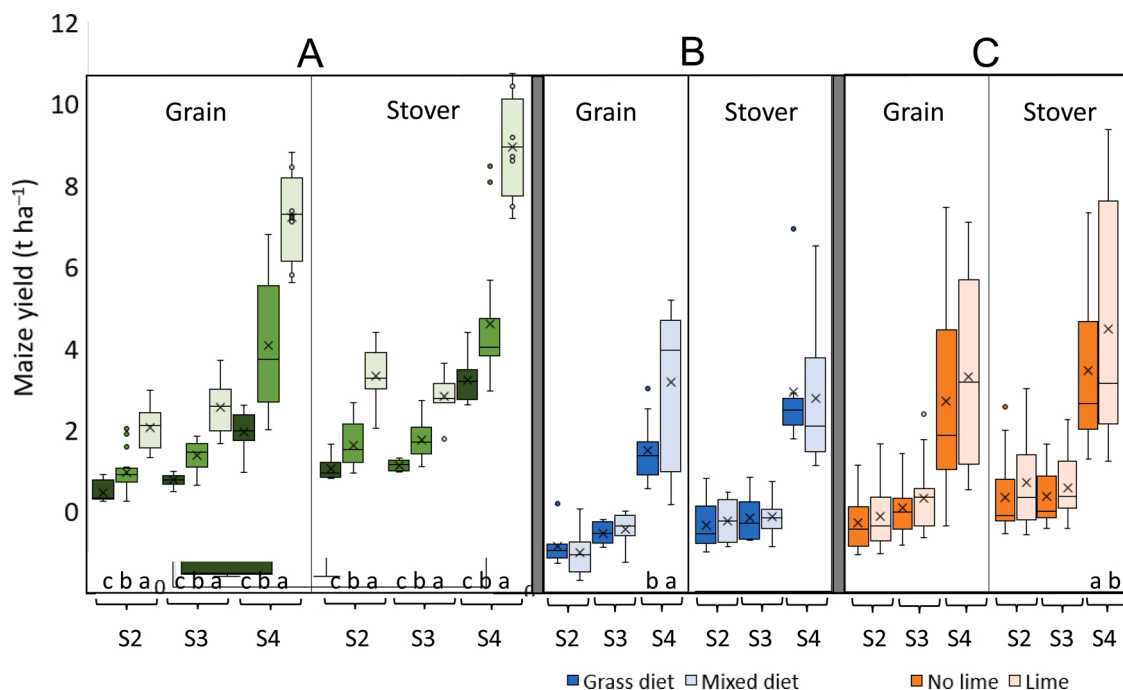 12
A B C
10
Grain Stover Grain Stover Grain Stover
8
6
4
2
0
Maize yield (t ha⁻¹)
c b a c b a c b a c b a c b a c b a b a a b
0
S2 S3 S4 S2 S3 S4 S2 S3 S4 S2 S3 S4 S2 S3 S4 S2 S3 S4
Grass diet Mixed diet No lime Lime